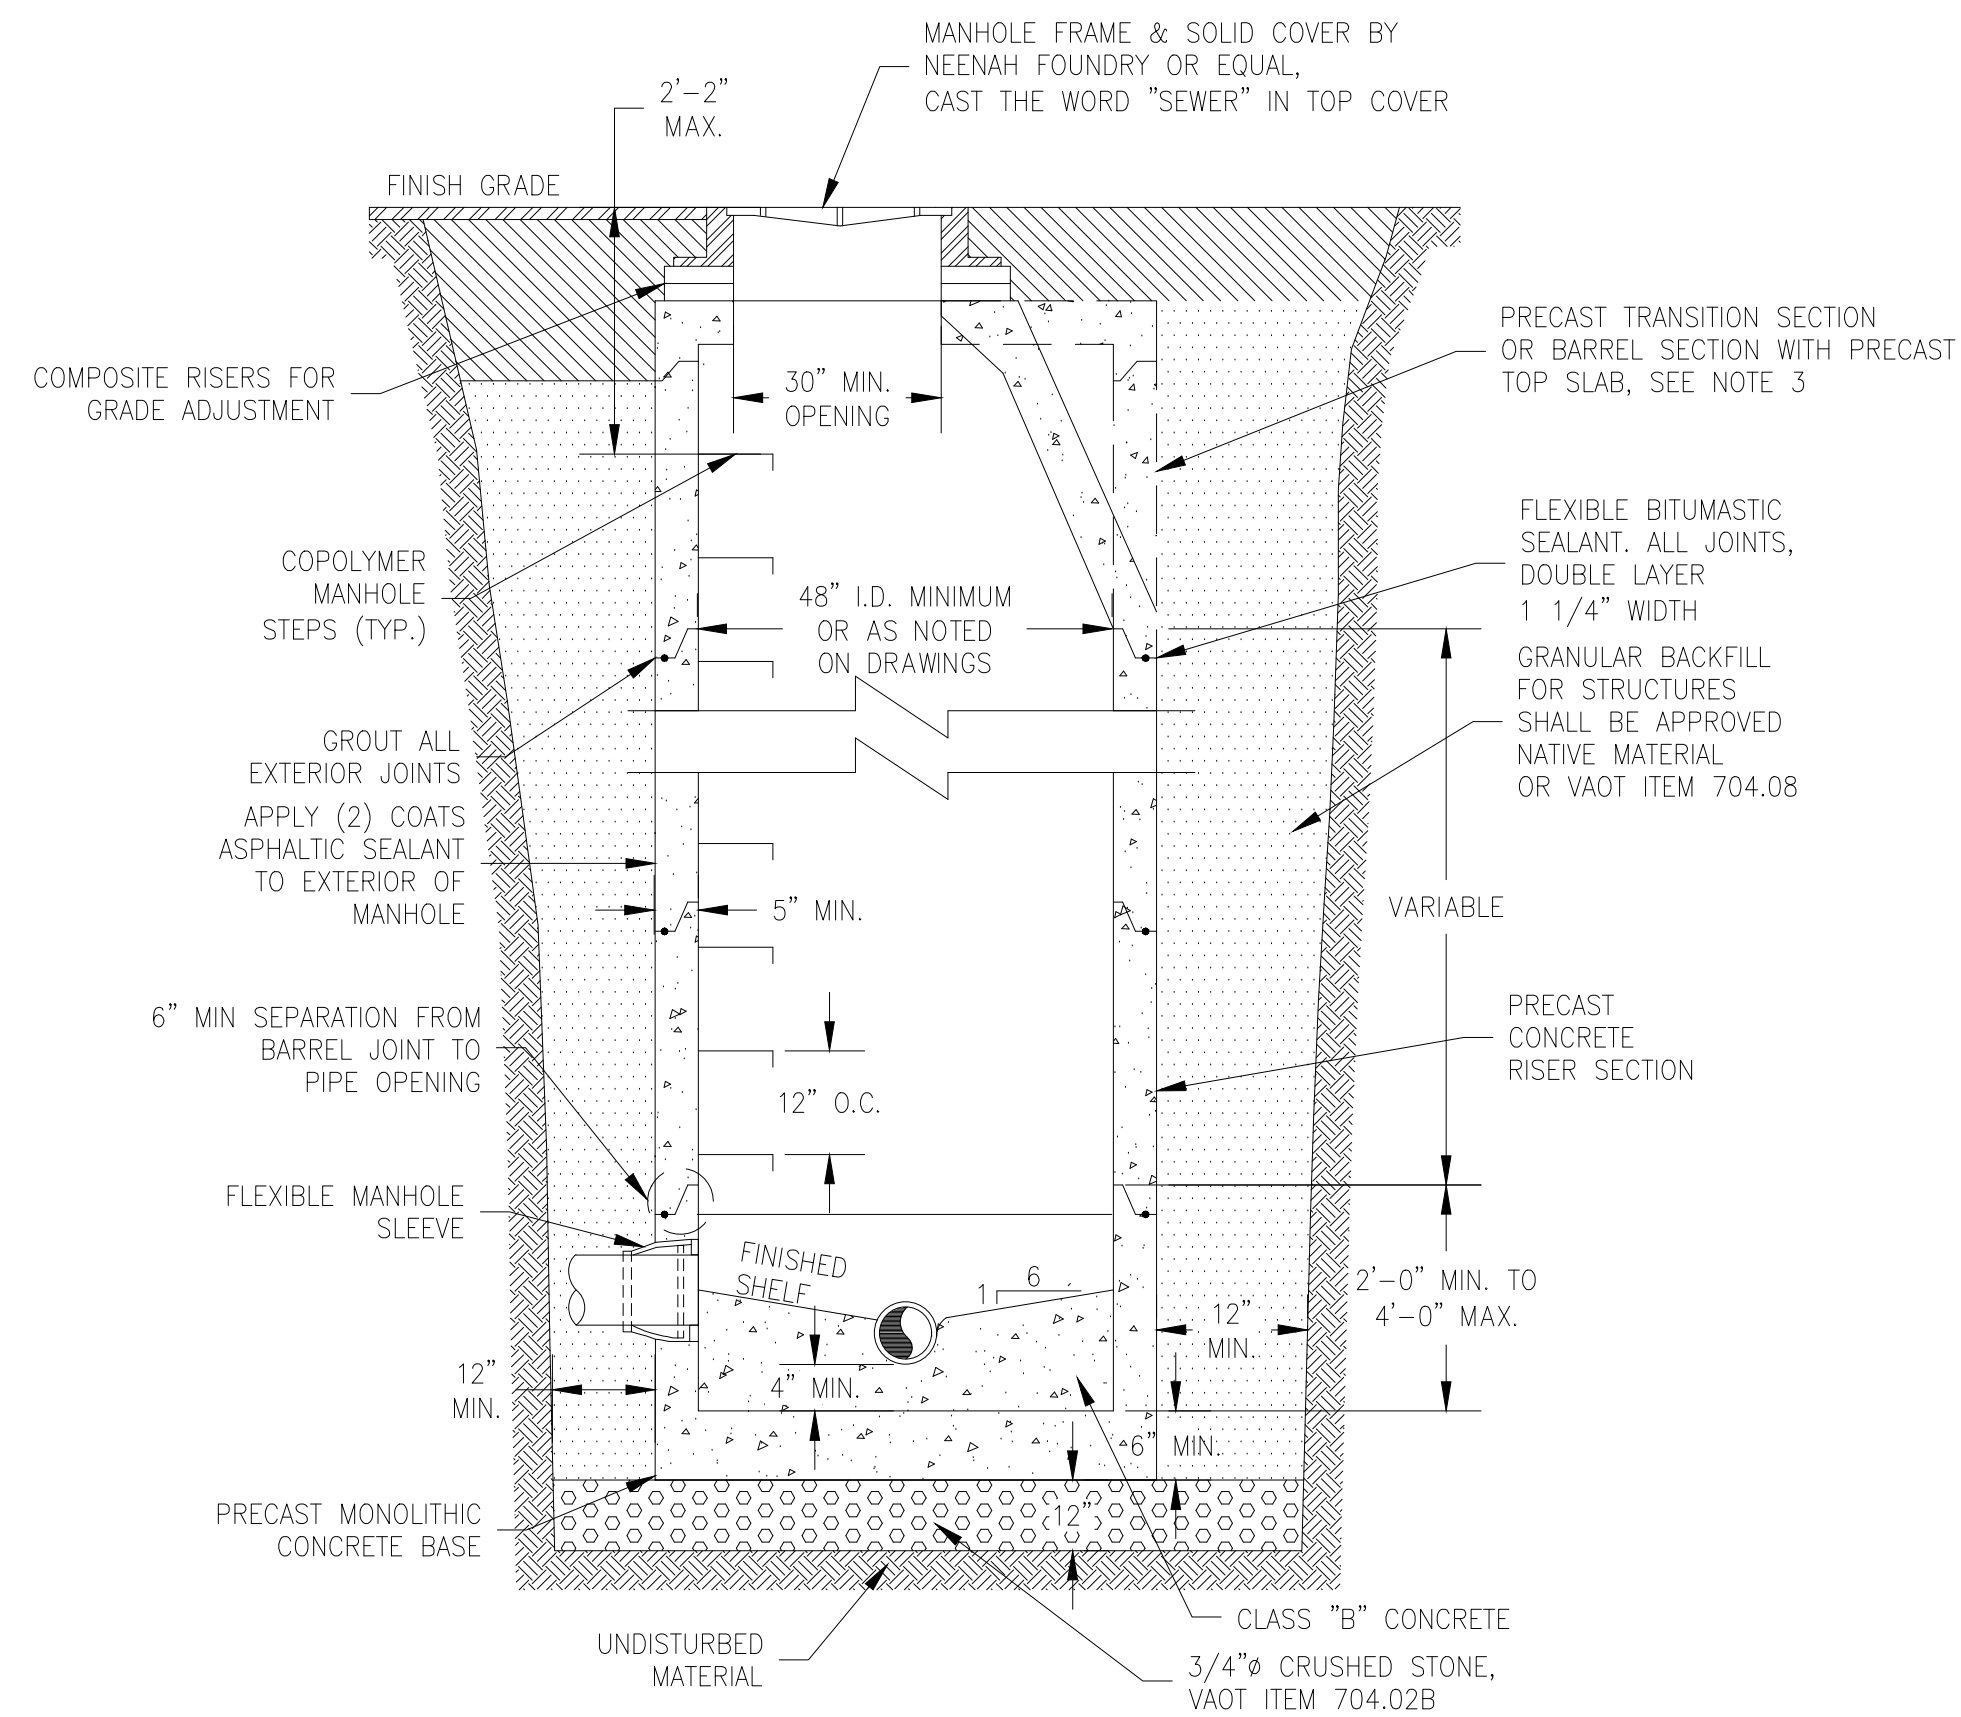 MANHOLE FRAME & SOLID COVER BY
NEENAH FOUNDRY OR EQUAL,
CAST THE WORD "SEWER" IN TOP COVER
2'-2"
MAX.
FINISH GRADE
COMPOSITE RISERS FOR
GRADE ADJUSTMENT
30" MIN.
OPENING
PRECAST TRANSITION SECTION
OR BARREL SECTION WITH PRECAST
TOP SLAB, SEE NOTE 3
COPOLYMER
MANHOLE
STEPS (TYP.)
48" I.D. MINIMUM
OR AS NOTED
ON DRAWINGS
FLEXIBLE BITUMASTIC
SEALANT. ALL JOINTS,
DOUBLE LAYER
1 1/4" WIDTH
GRANULAR BACKFILL
FOR STRUCTURES
SHALL BE APPROVED
NATIVE MATERIAL
OR VAOT ITEM 704.08
GROUT ALL
EXTERIOR JOINTS
APPLY (2) COATS
ASPHALTIC SEALANT
TO EXTERIOR OF
MANHOLE
5" MIN.
VARIABLE
6" MIN SEPARATION FROM
BARREL JOINT TO
PIPE OPENING
12" O.C.
PRECAST
CONCRETE
RISER SECTION
FLEXIBLE MANHOLE
SLEEVE
FINISHED
SHELF
1
6
2'-0" MIN. TO
4'-0" MAX.
12"
MIN.
12"
MIN.
4" MIN.
6" MIN.
12"
PRECAST MONOLITHIC
CONCRETE BASE
UNDISTURBED
MATERIAL
CLASS "B" CONCRETE
3/4"ø CRUSHED STONE,
VAOT ITEM 704.02B